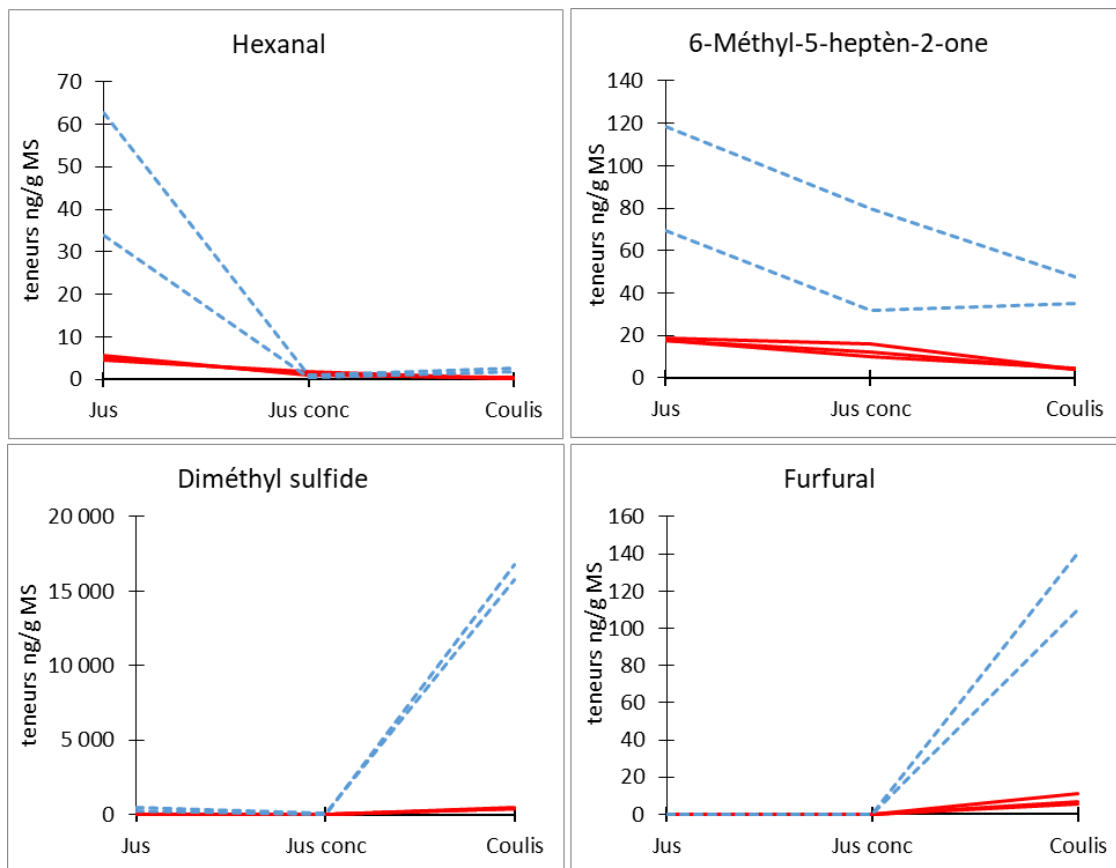 Hexanal
teneurs ng/g MS
70
60
50
40
30
20
10
0
Jus
Jus conc
Coulis
6-Méthyl-5-heptèn-2-one
teneurs ng/g MS
140
120
100
80
60
40
20
0
Jus
Jus conc
Coulis
Diméthyl sulfide
teneurs ng/g MS
20 000
15 000
10 000
5 000
0
Jus
Jus conc
Coulis
Furfural
teneurs ng/g MS
160
140
120
100
80
60
40
20
0
Jus
Jus conc
Coulis